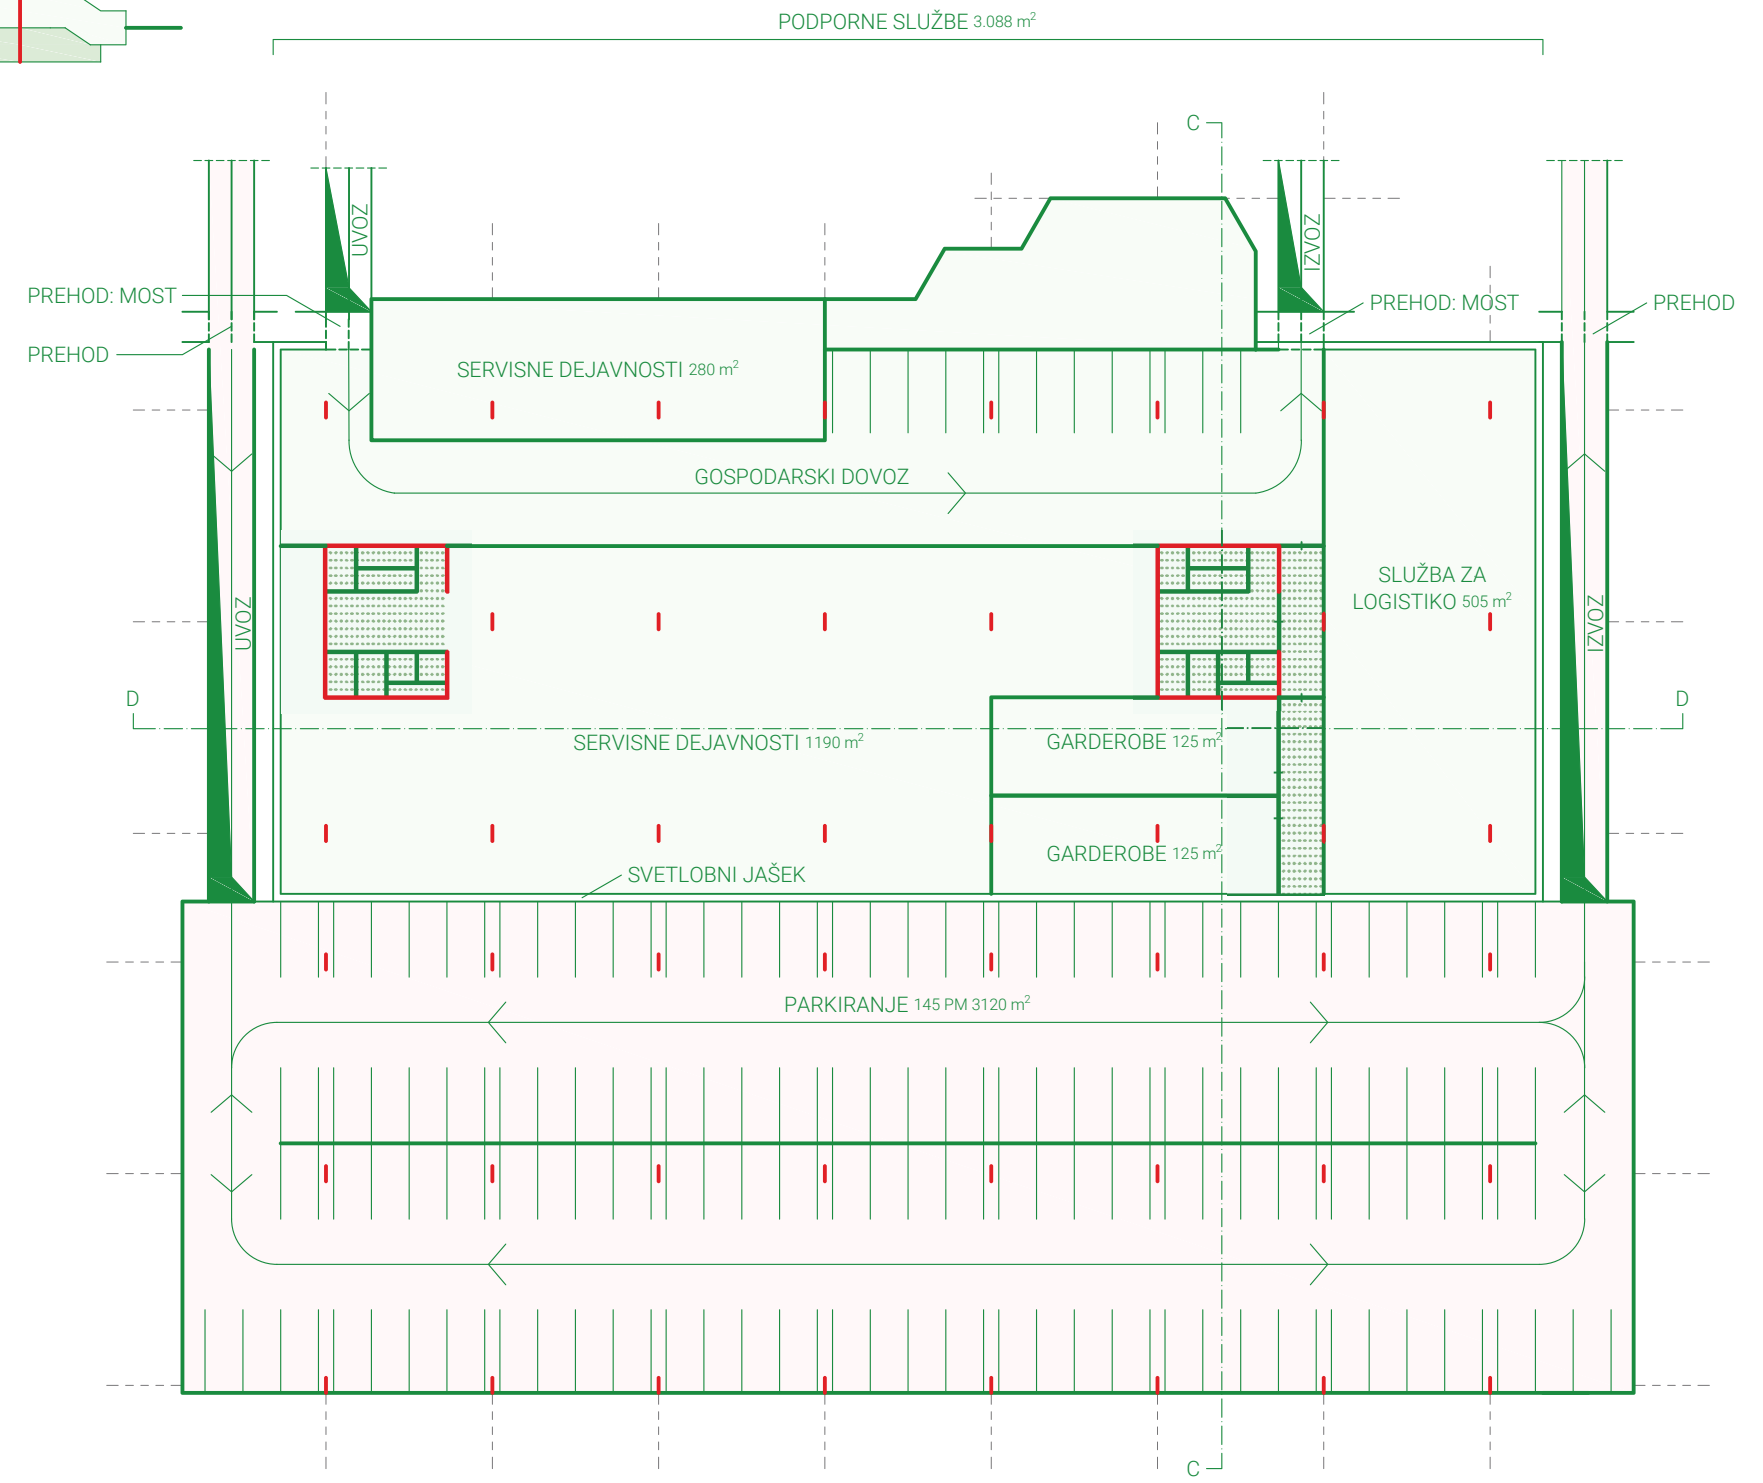 PODPORNE SLUŽBE 3.088 m²
C
UVOZ
IZVOZ
PREHOD: MOST
PREHOD: MOST
PREHOD
PREHOD
SERVISNE DEJAVNOSTI 280 m²
GOSPODARSKI DOVOZ
SLUŽBA ZA
LOGISTIKO 505 m²
UVOZ
IZVOZ
D
D
SERVISNE DEJAVNOSTI 1190 m²
GARDEROBE 125 m²
GARDEROBE 125 m²
SVETLOBNI JAŠEK
PARKIRANJE 145 PM 3120 m²
C